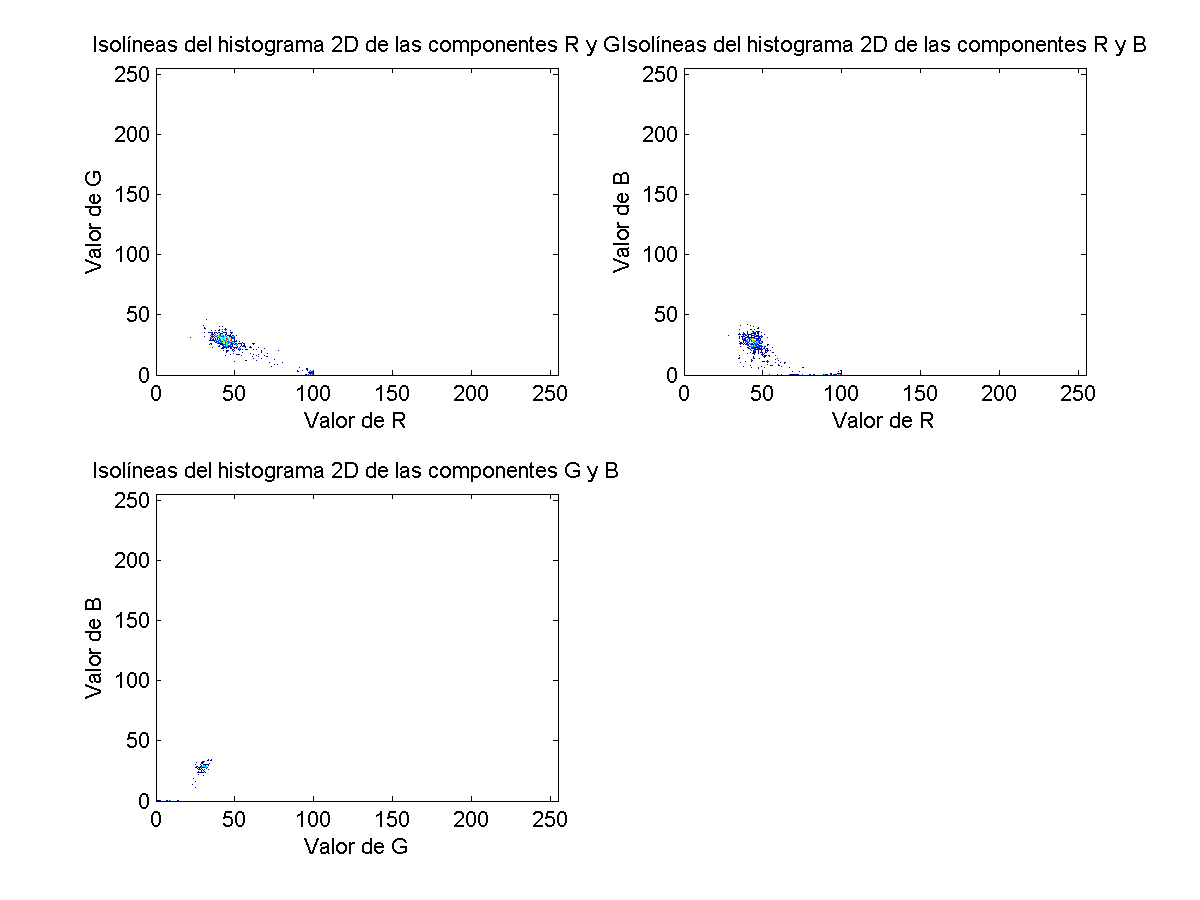 Isolíneas del histograma 2D de las componentes R y G
250
200
150
100
50
0
Valor de G
0 50 100 150 200 250
Valor de R
Isolíneas del histograma 2D de las componentes R y B
250
200
150
100
50
0
Valor de B
0 50 100 150 200 250
Valor de R
Isolíneas del histograma 2D de las componentes G y B
250
200
150
100
50
0
Valor de B
0 50 100 150 200 250
Valor de G